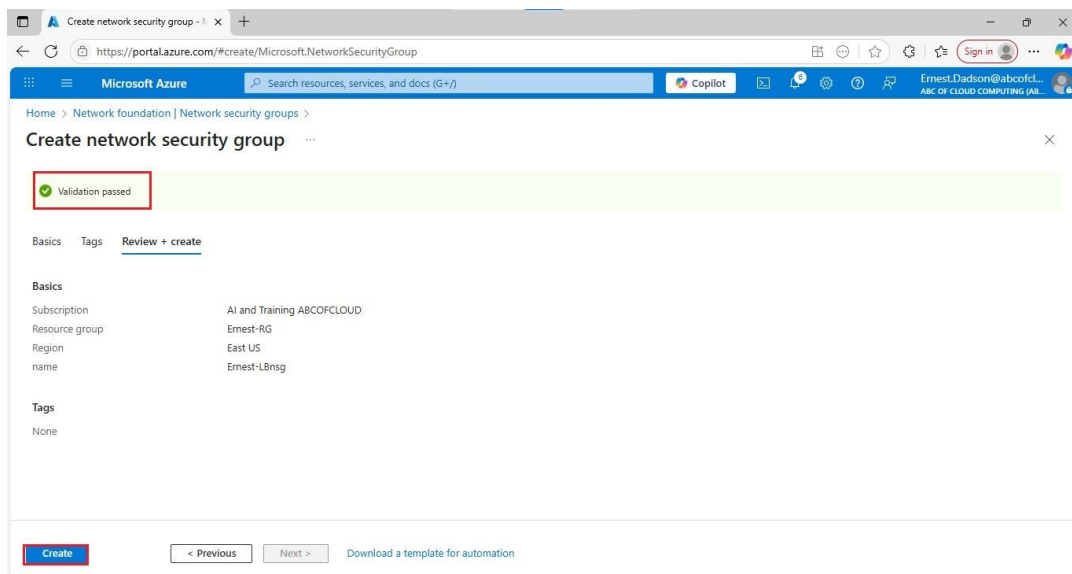 Create network security group - M
https://portal.azure.com/#create/Microsoft.NetworkSecurityGroup
Sign in
Microsoft Azure
Search resources, services, and docs (G+/)
Copilot
6
Ernest.Dadson@abcofcl...
ABC OF CLOUD COMPUTING (AB...
Home > Network foundation | Network security groups >
Create network security group ...
Validation passed
Basics Tags Review + create
Basics
Subscription AI and Training ABCOFCLOUD
Resource group Ernest-RG
Region East US
name Ernest-LBnsg
Tags
None
Create < Previous Next > Download a template for automation